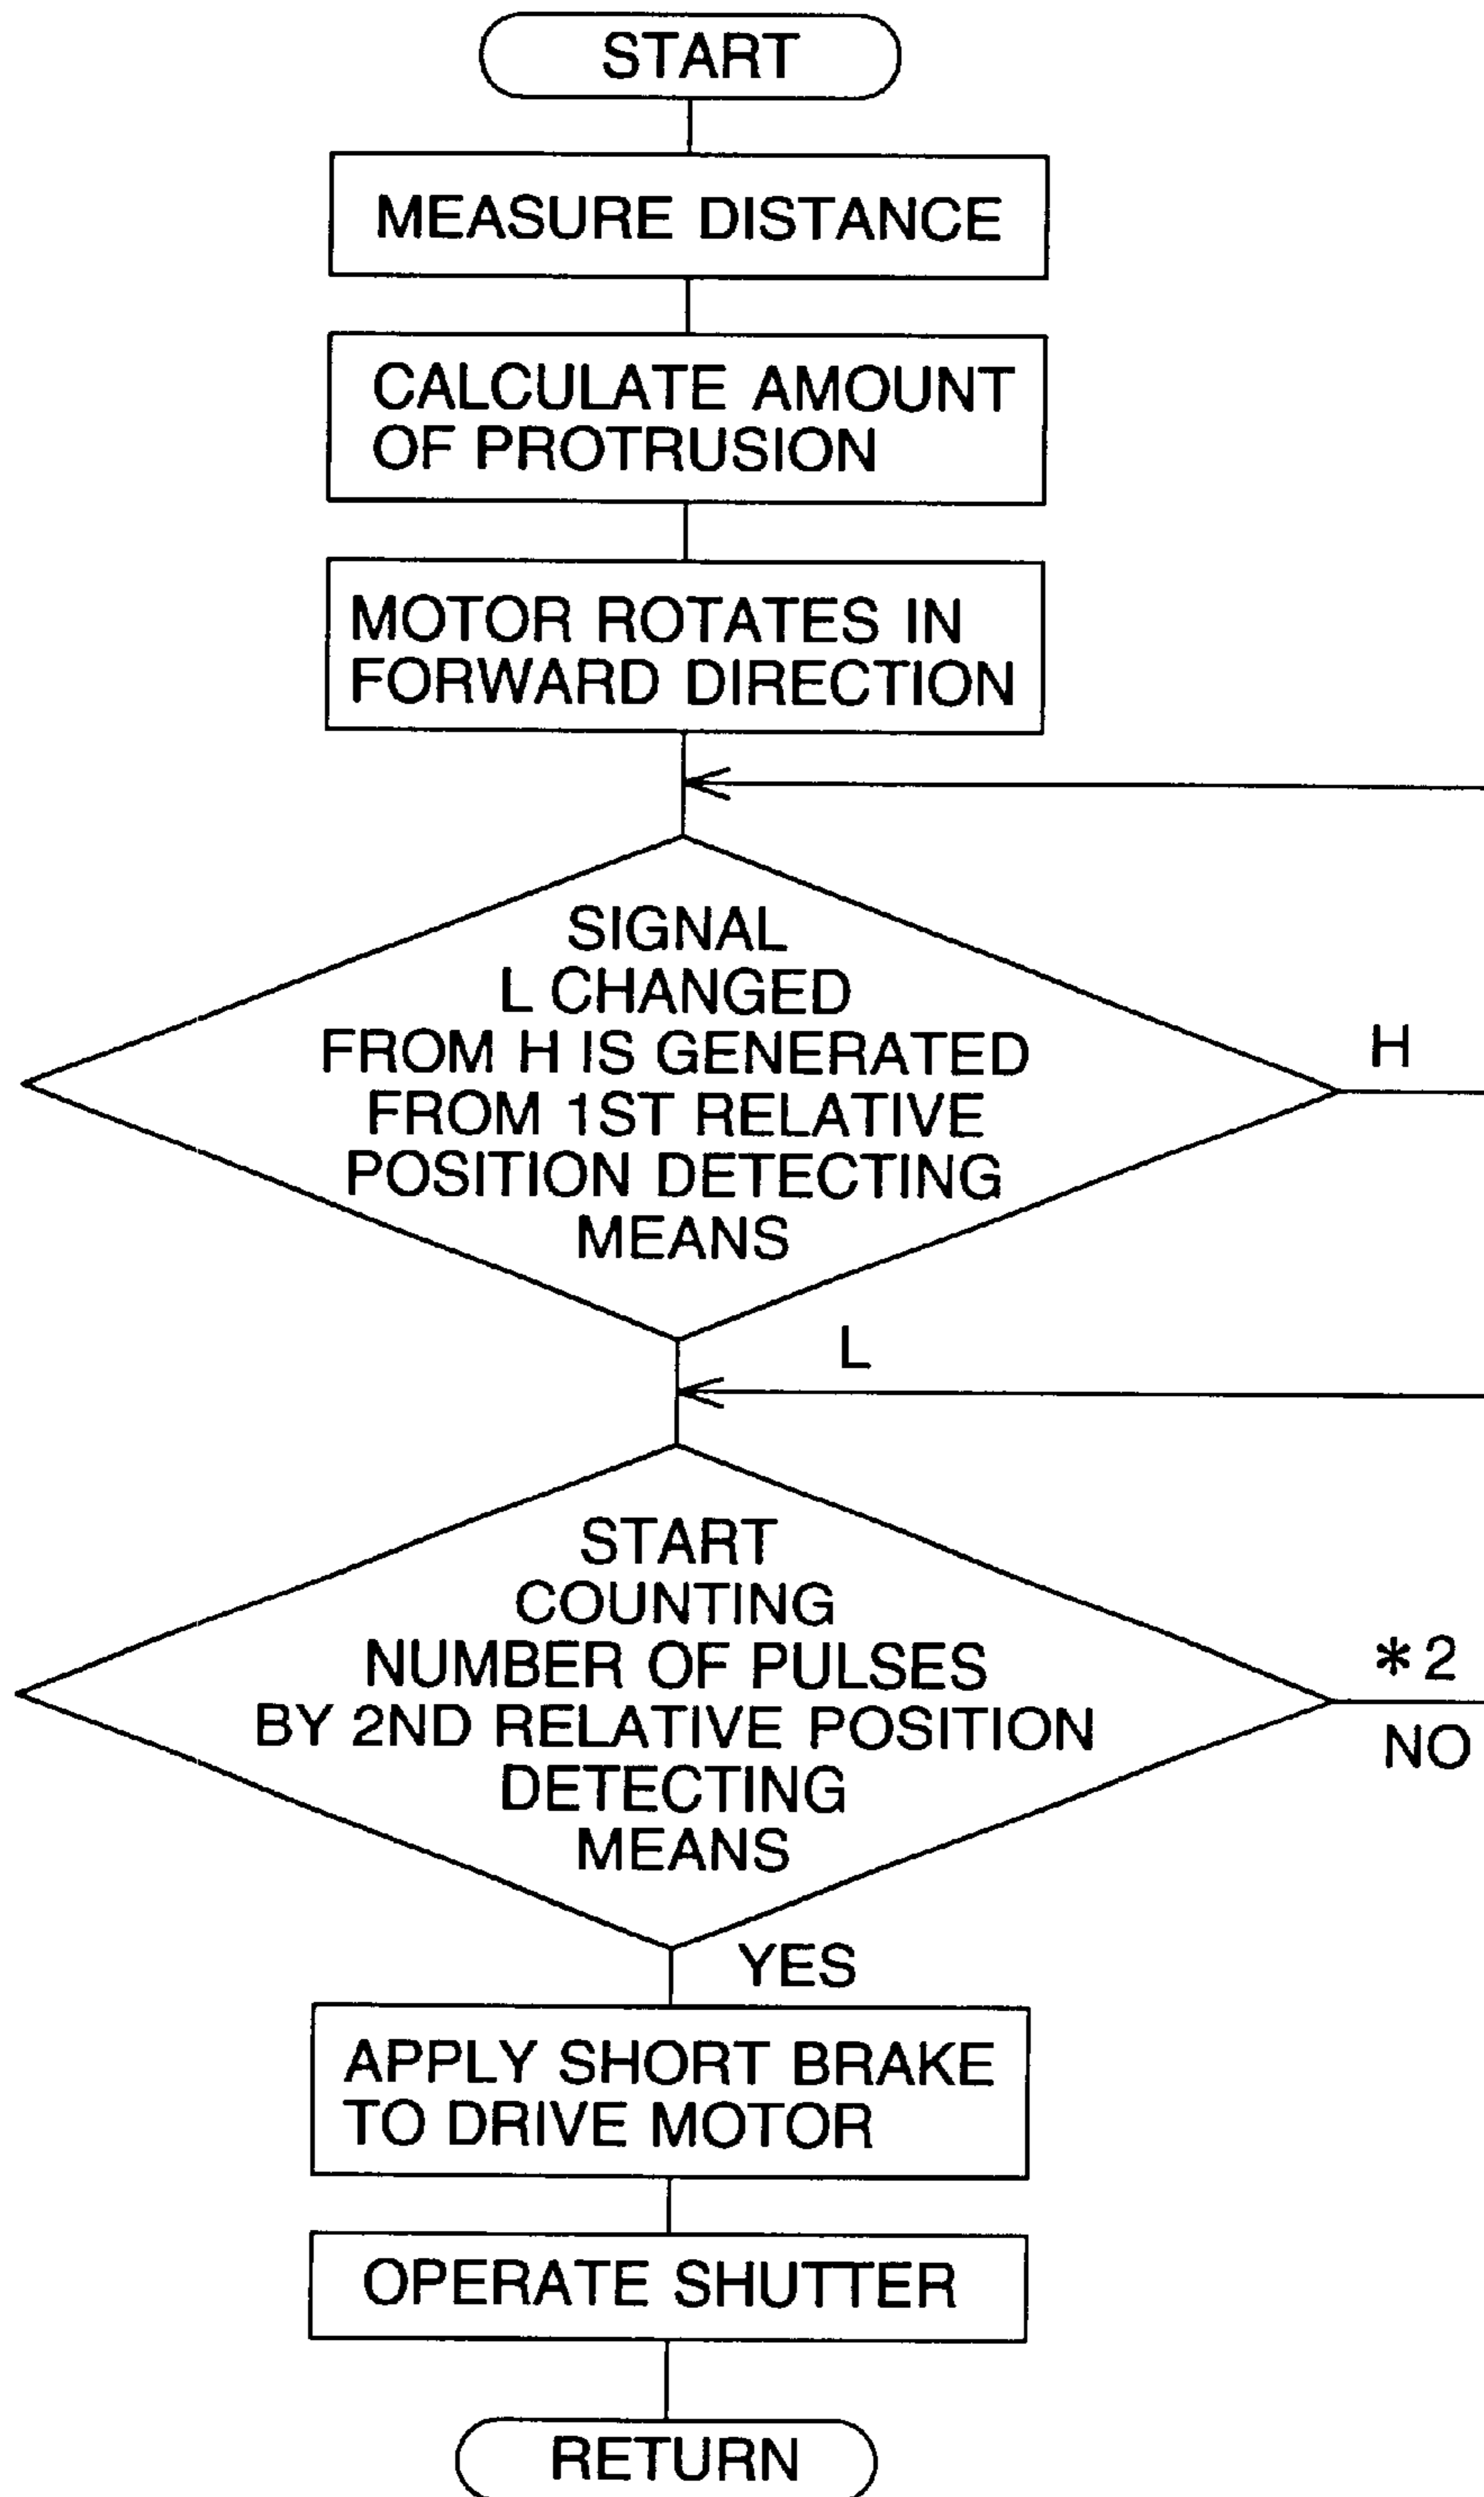 START
MEASURE DISTANCE
CALCULATE AMOUNT
OF PROTRUSION
MOTOR ROTATES IN
FORWARD DIRECTION
SIGNAL
L CHANGED
FROM H IS GENERATED
FROM 1ST RELATIVE
POSITION DETECTING
MEANS
H
L
START
COUNTING
NUMBER OF PULSES
BY 2ND RELATIVE POSITION
DETECTING
MEANS
*2
NO
YES
APPLY SHORT BRAKE
TO DRIVE MOTOR
OPERATE SHUTTER
RETURN